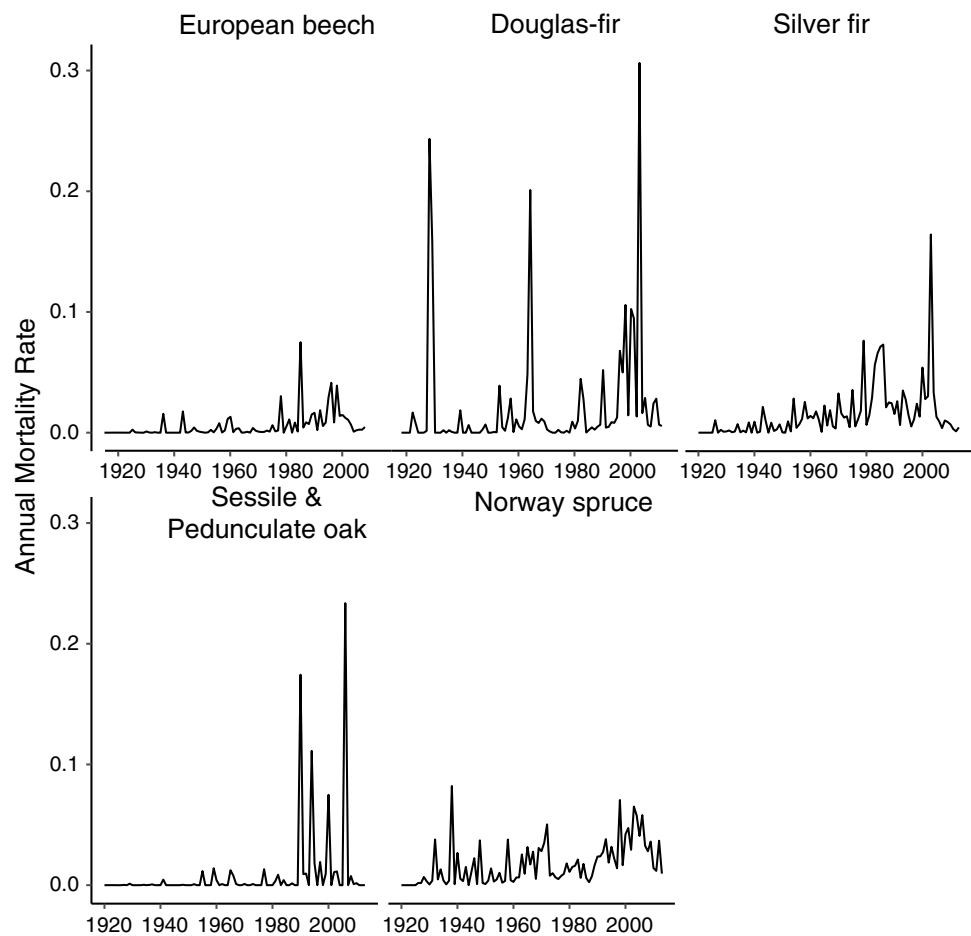 European beech
Douglas-fir
Silver fir
Annual Mortality Rate
0.3
0.2
0.1
0.0
1920 1940 1960 1980 2000
1920 1940 1960 1980 2000
1920 1940 1960 1980 2000
Sessile &
Pedunculate oak
Norway spruce
0.3
0.2
0.1
0.0
1920 1940 1960 1980 2000
1920 1940 1960 1980 2000